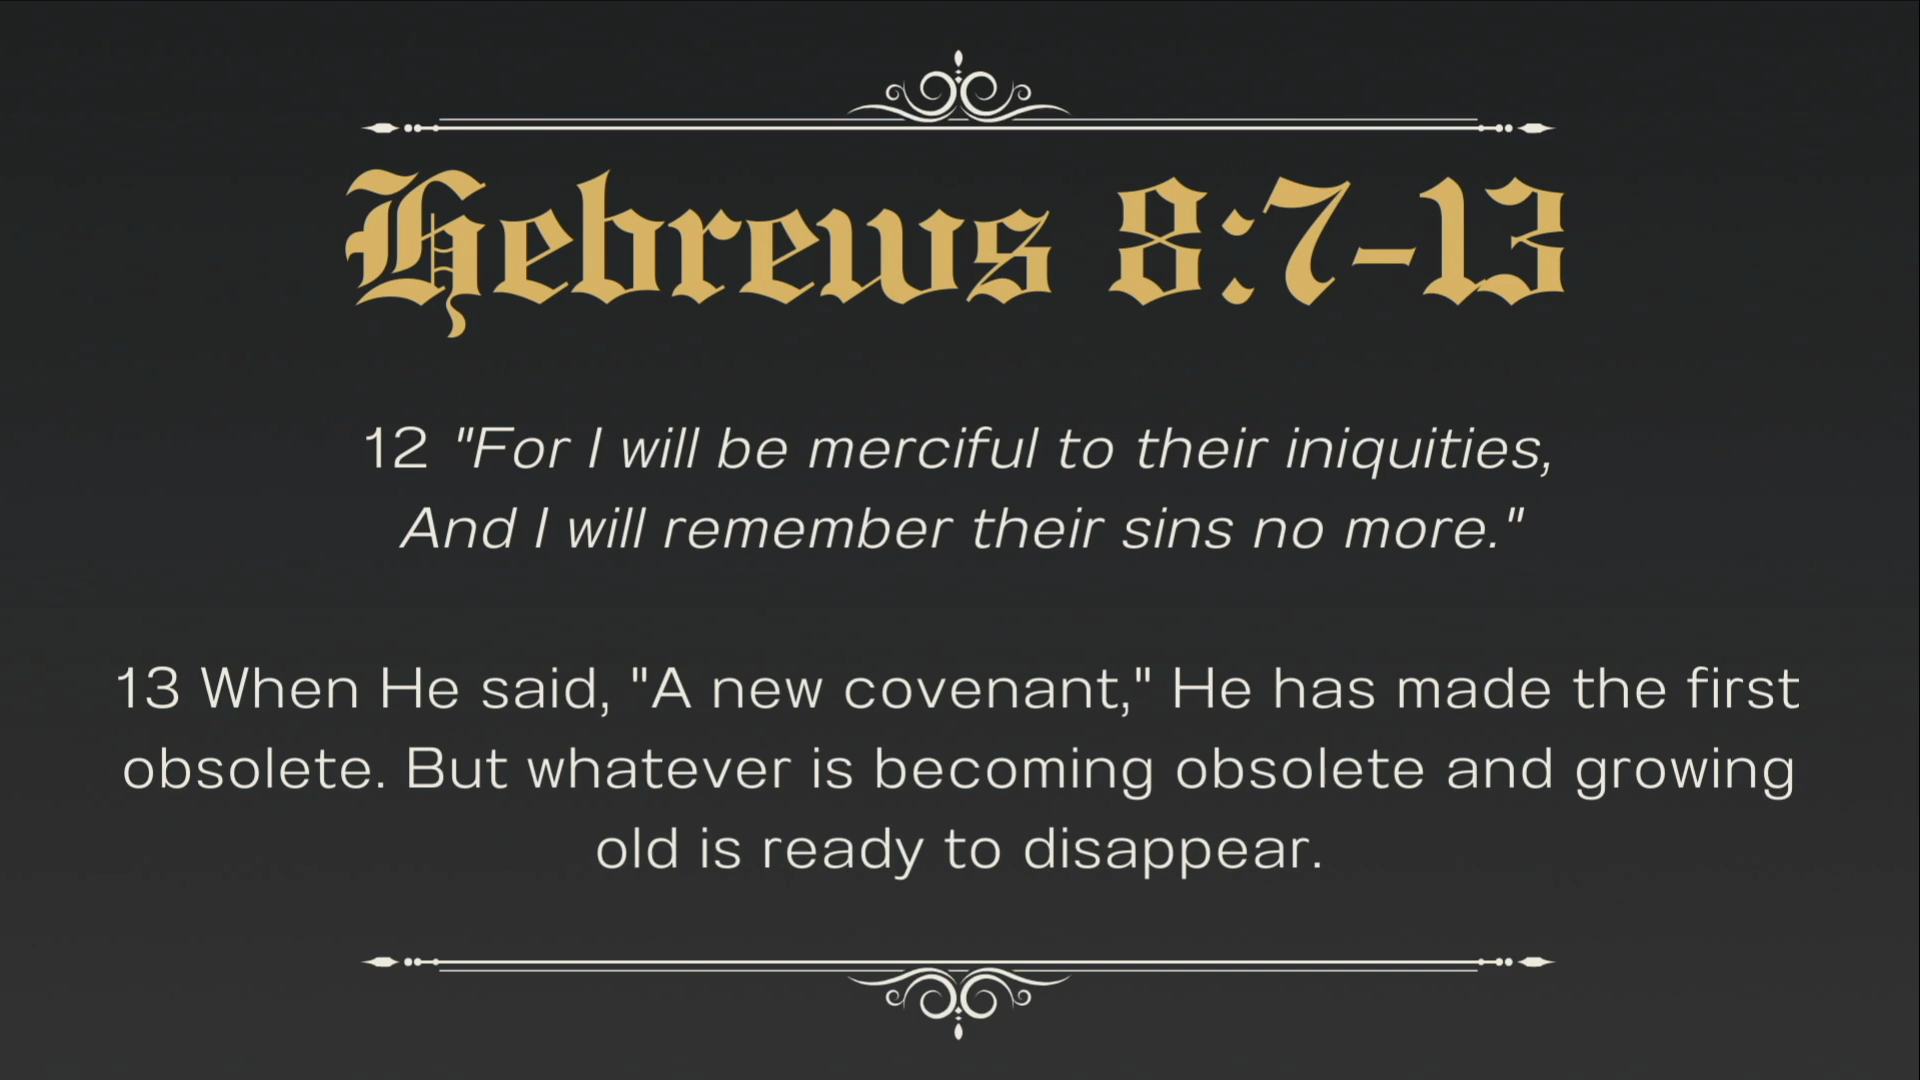 Hebrews 8:7-13
12 "For I will be merciful to their iniquities,
And I will remember their sins no more."
13 When He said, "A new covenant," He has made the first
obsolete. But whatever is becoming obsolete and growing
old is ready to disappear.